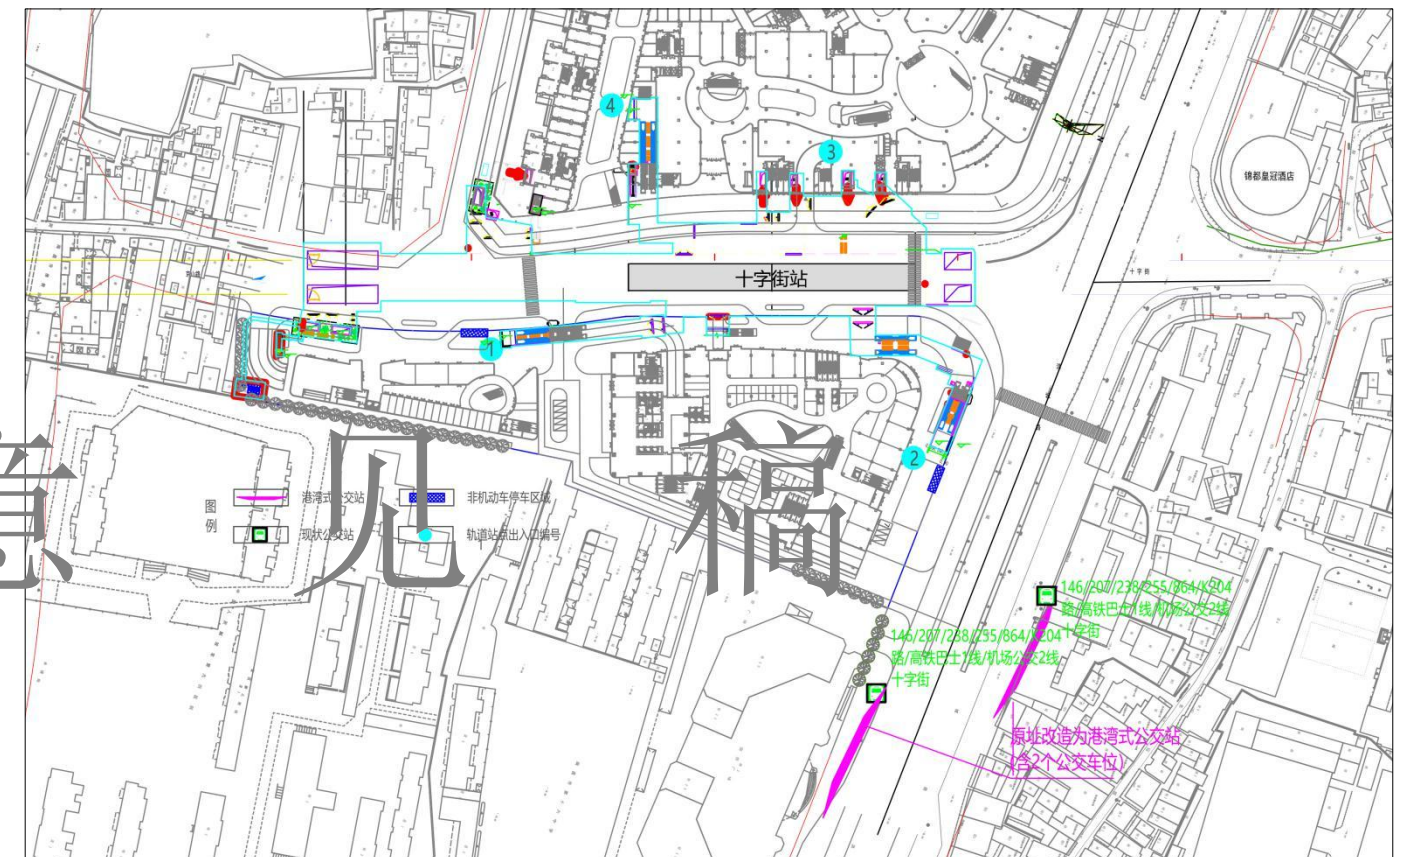 4
3
锦都皇冠酒店
十字街站
十字街
1
2
意 见 稿
图例
港湾式公交站
非机动车停车区域
现状公交站
轨道站点出入口编号
146/207/238/255/864/K204
路/高铁巴士1线/机场公交2线
十字街
146/207/238/255/864/K204
路/高铁巴士1线/机场公交2线
十字街
原址改造为港湾式公交站
(含2个公交车位)